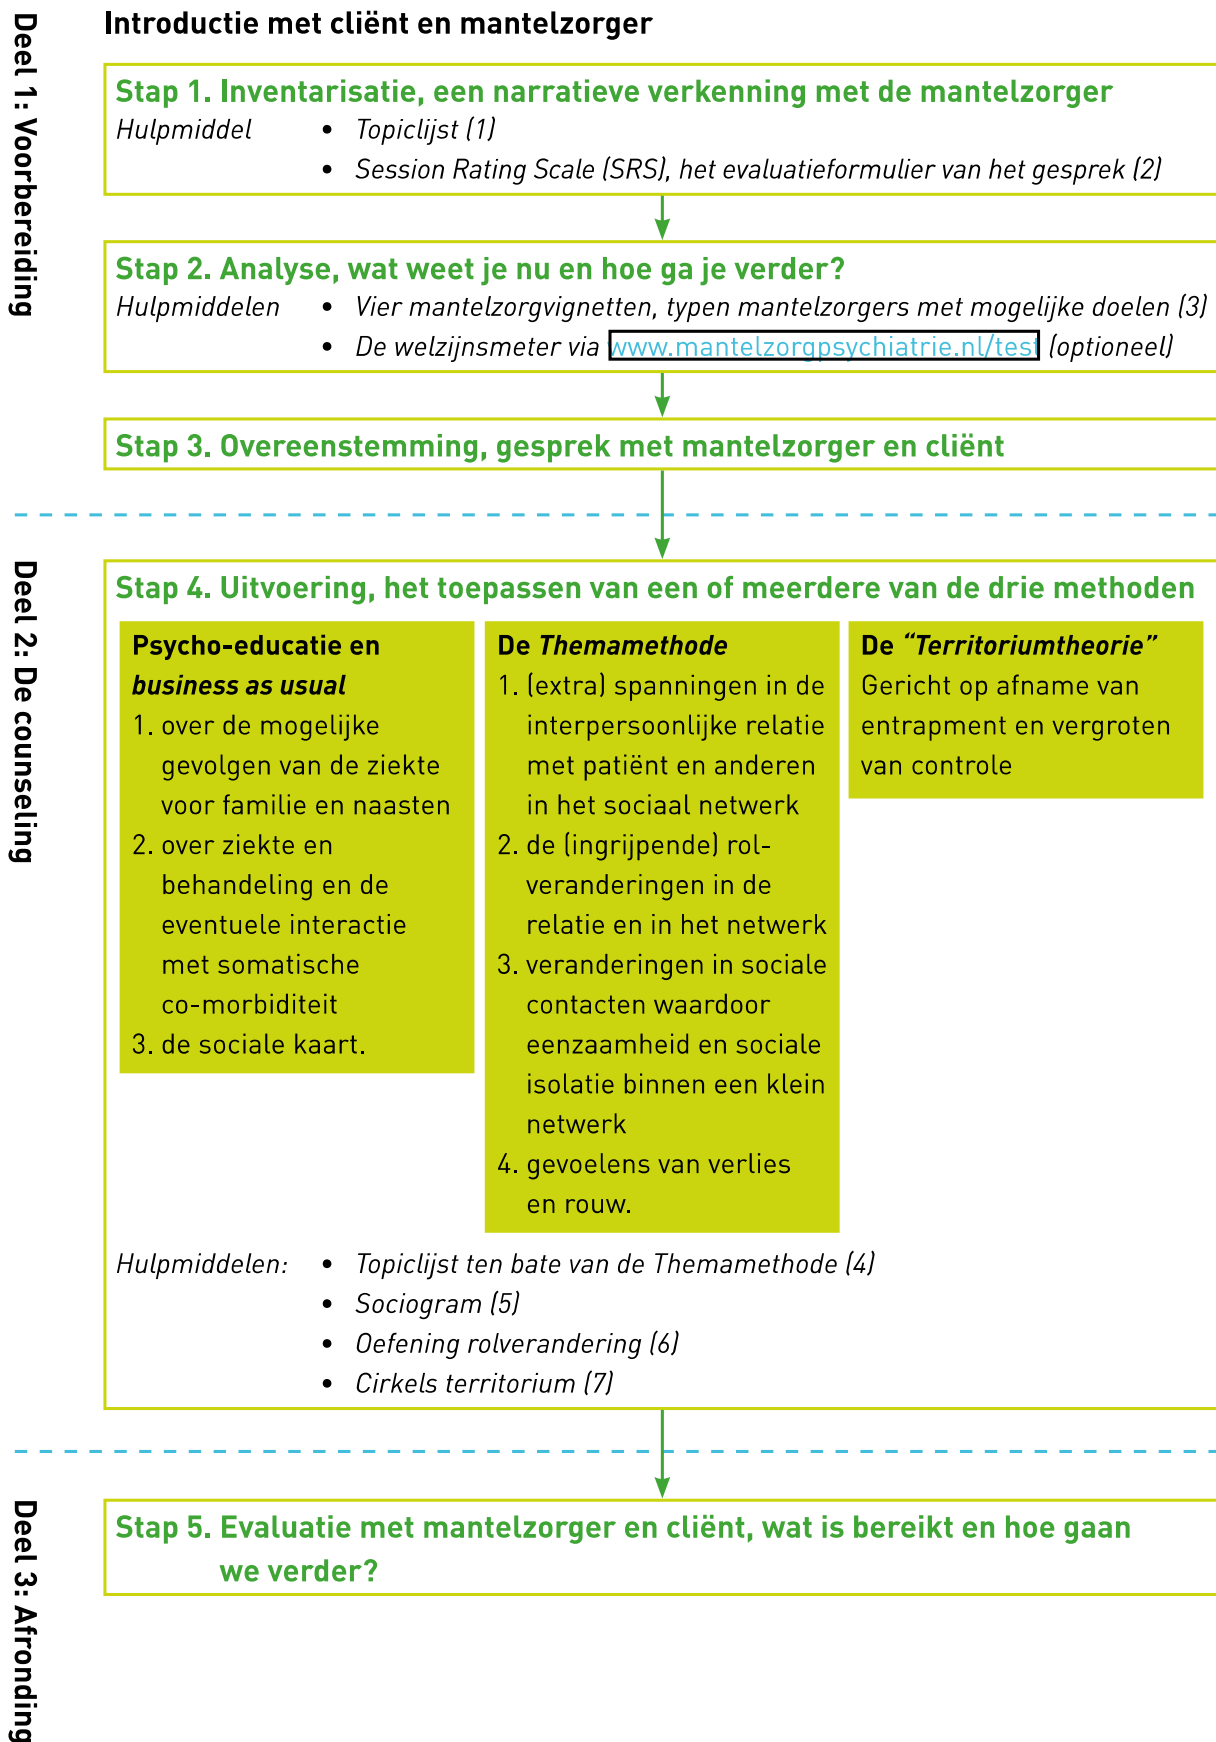 Deel 1: Voorbereiding
Introductie met cliënt en mantelzorger
Stap 1. Inventarisatie, een narratieve verkenning met de mantelzorger
Hulpmiddel
• Topiclijst (1)
• Session Rating Scale (SRS), het evaluatieformulier van het gesprek (2)
Stap 2. Analyse, wat weet je nu en hoe ga je verder?
Hulpmiddelen
• Vier mantelzorgvignetten, typen mantelzorgers met mogelijke doelen (3)
• De welzijnsmeter via www.mantelzorgpsychiatrie.nl/test (optioneel)
Stap 3. Overeenstemming, gesprek met mantelzorger en cliënt
Deel 2: De counseling
Stap 4. Uitvoering, het toepassen van een of meerdere van de drie methoden
Psycho-educatie en
business as usual
1. over de mogelijke
gevolgen van de ziekte
voor familie en naasten
2. over ziekte en
behandeling en de
eventuele interactie
met somatische
co-morbiditeit
3. de sociale kaart.
De Themamethode
1. (extra) spanningen in de
interpersoonlijke relatie
met patiënt en anderen
in het sociaal netwerk
2. de (ingrijpende) rol-
veranderingen in de
relatie en in het netwerk
3. veranderingen in sociale
contacten waardoor
eenzaamheid en sociale
isolatie binnen een klein
netwerk
4. gevoelens van verlies
en rouw.
De “Territoriumtheorie”
Gericht op afname van
entrapment en vergroten
van controle
Hulpmiddelen:
• Topiclijst ten bate van de Themamethode (4)
• Sociogram (5)
• Oefening rolverandering (6)
• Cirkels territorium (7)
Deel 3: Afronding
Stap 5. Evaluatie met mantelzorger en cliënt, wat is bereikt en hoe gaan
we verder?